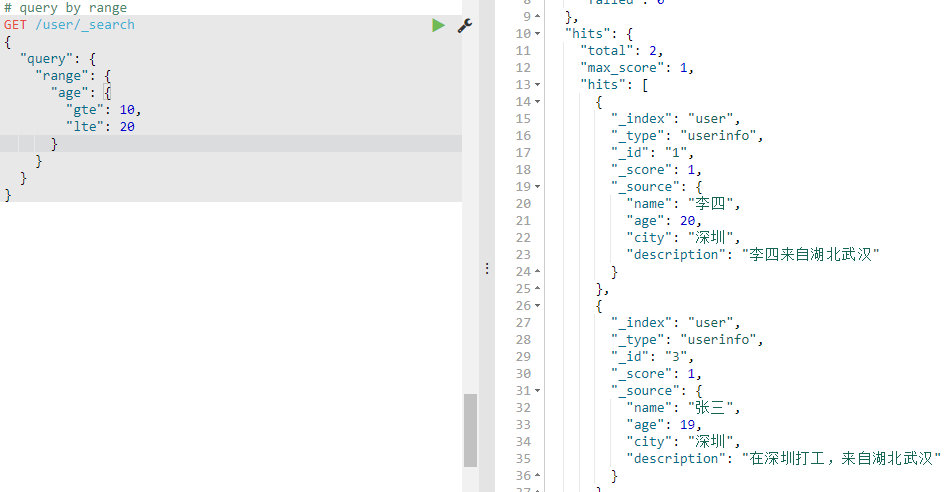 # query by range
GET /user/_search
{
  "query": {
    "range": {
      "age": {
        "gte": 10,
        "lte": 20
      }
    }
  }
}
9 },
10 "hits": {
11 "total": 2,
12 "max_score": 1,
13 "hits": [
14 {
15 "_index": "user",
16 "_type": "userinfo",
17 "_id": "1",
18 "_score": 1,
19 "_source": {
20 "name": "李四",
21 "age": 20,
22 "city": "深圳",
23 "description": "李四来自湖北武汉"
24 }
25 },
26 {
27 "_index": "user",
28 "_type": "userinfo",
29 "_id": "3",
30 "_score": 1,
31 "_source": {
32 "name": "张三",
33 "age": 19,
34 "city": "深圳",
35 "description": "在深圳打工，来自湖北武汉"
36 }